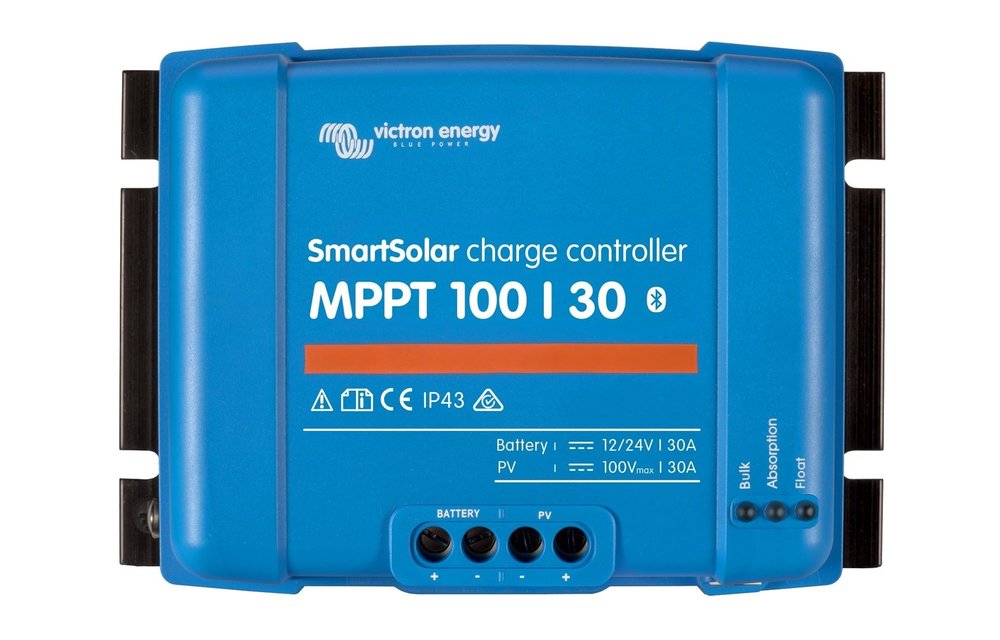 victron energy
BLUE POWER
SmartSolar charge controller
MPPT 100 | 30
IP43
Battery | 12/24V | 30A
PV | 100Vmax | 30A
Bulk
Absorption
Float
BATTERY || PV
+ - || - +